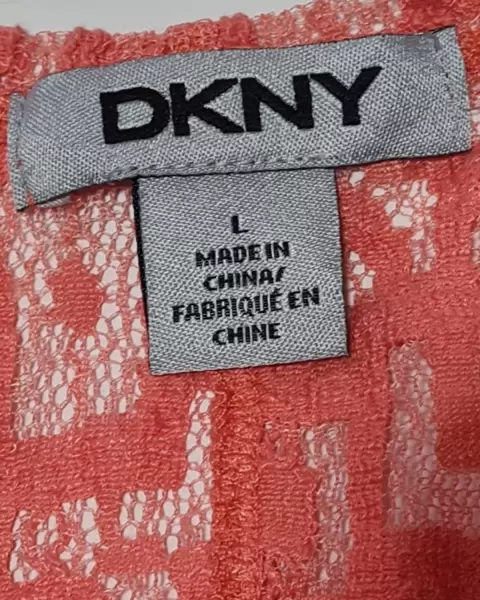 DKNY
L
MADE IN
CHINA/
FABRIQUÉ EN
CHINE